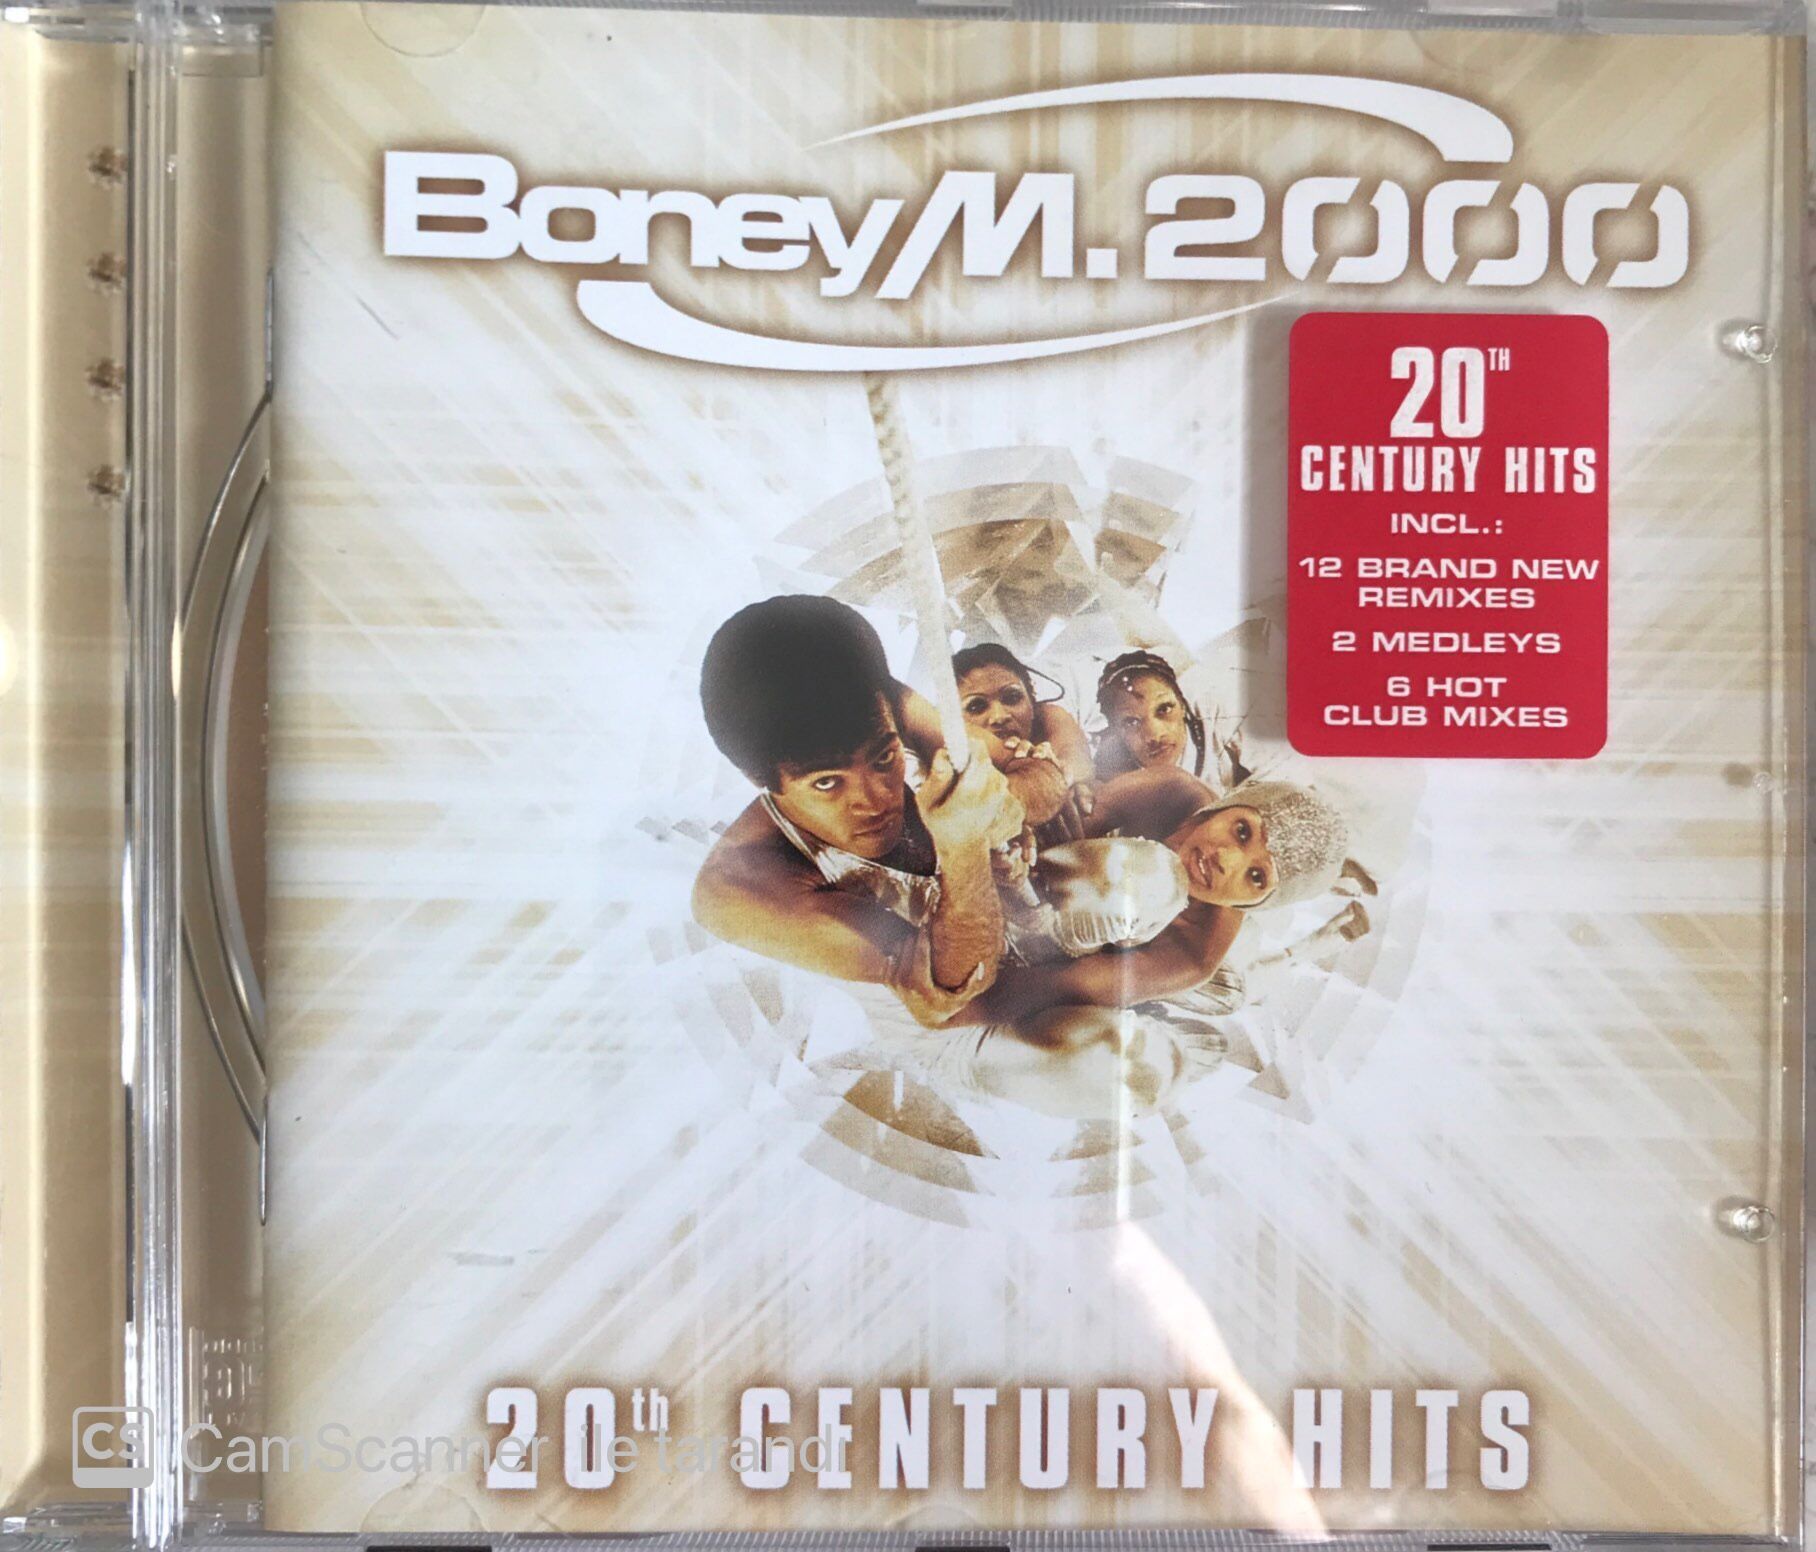 Boney M. 2000
20TH
CENTURY HITS
INCL.:
12 BRAND NEW
REMIXES
2 MEDLEYS
6 HOT
CLUB MIXES
20th CENTURY HITS
CS CamScanner ile tarandı